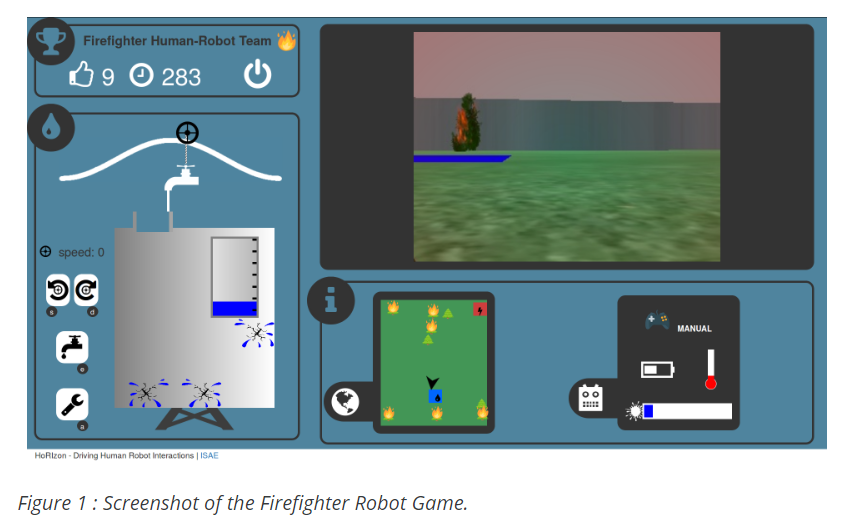 Firefighter Human-Robot Team
9 283
speed: 0
s d
e
a
MANUAL
HoRIzon - Driving Human Robot Interactions | ISAE
Figure 1 : Screenshot of the Firefighter Robot Game.